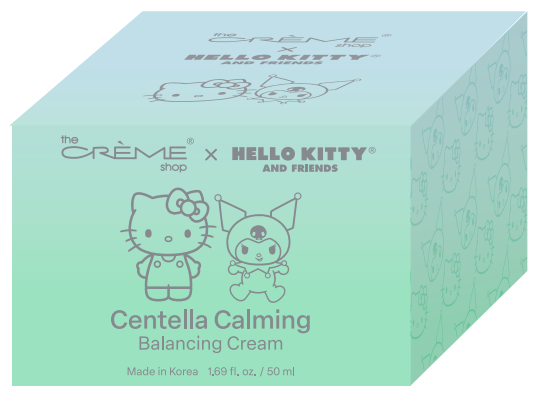 the
CRÈME®
shop
x
HELLO KITTY®
AND FRIENDS
the
CRÈME®
shop
x
HELLO KITTY®
AND FRIENDS
Centella Calming
Balancing Cream
Made in Korea 1.69 fl. oz. / 50 ml